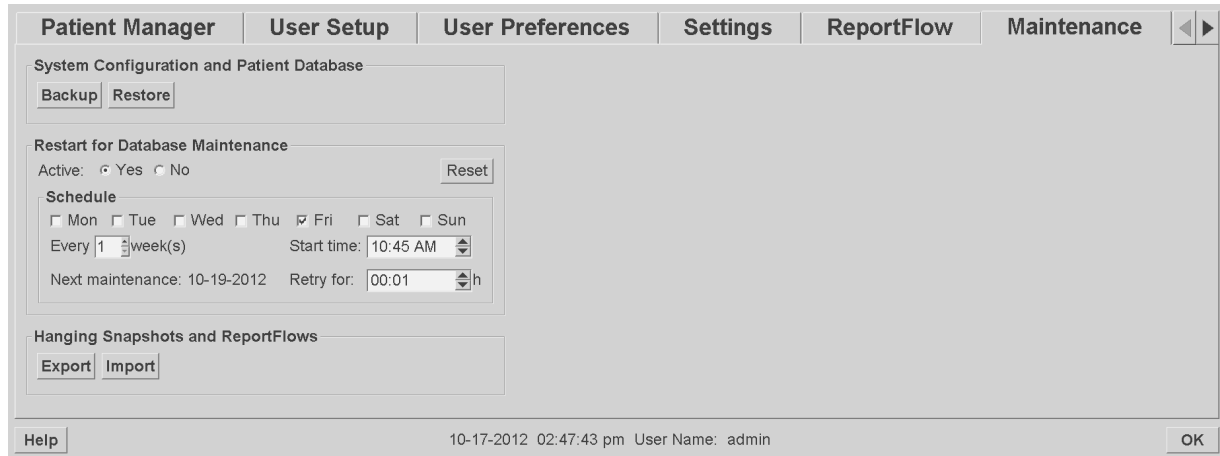 Patient Manager User Setup User Preferences Settings ReportFlow Maintenance
System Configuration and Patient Database
Backup Restore
Restart for Database Maintenance
Active: Yes No Reset
Schedule
Mon Tue Wed Thu Fri Sat Sun
Every 1 week(s) Start time: 10:45 AM
Next maintenance: 10-19-2012 Retry for: 00:01 h
Hanging Snapshots and ReportFlows
Export Import
Help 10-17-2012 02:47:43 pm User Name: admin OK